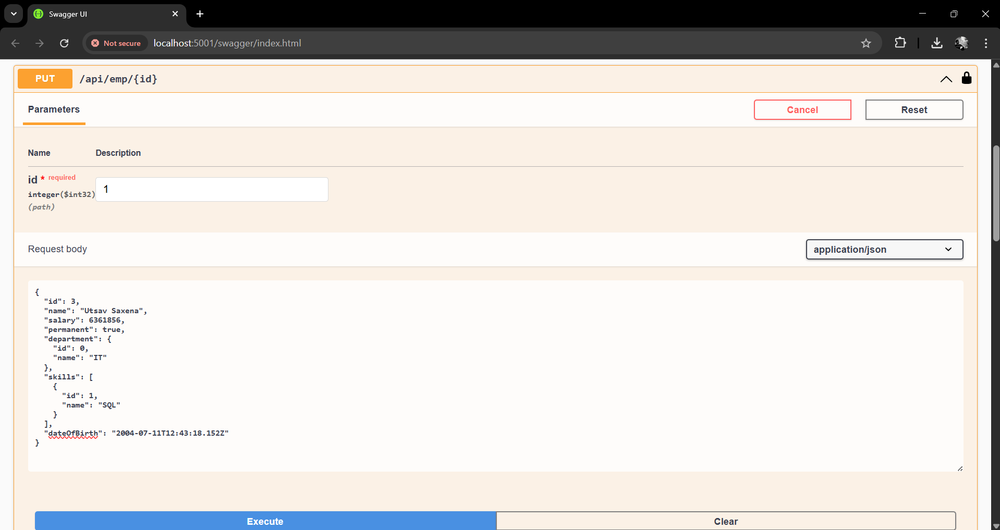 Swagger UI
Not secure localhost:5001/swagger/index.html
PUT /api/emp/{id}
Parameters Cancel Reset
Name Description
id * required
integer($int32)
(path)
1
Request body application/json
{
  "id": 3,
  "name": "Utsav Saxena",
  "salary": 6361856,
  "permanent": true,
  "department": {
    "id": 0,
    "name": "IT"
  },
  "skills": [
    {
      "id": 1,
      "name": "SQL"
    }
  ],
  "dateOfBirth": "2004-07-11T12:43:18.152Z"
}
Execute Clear